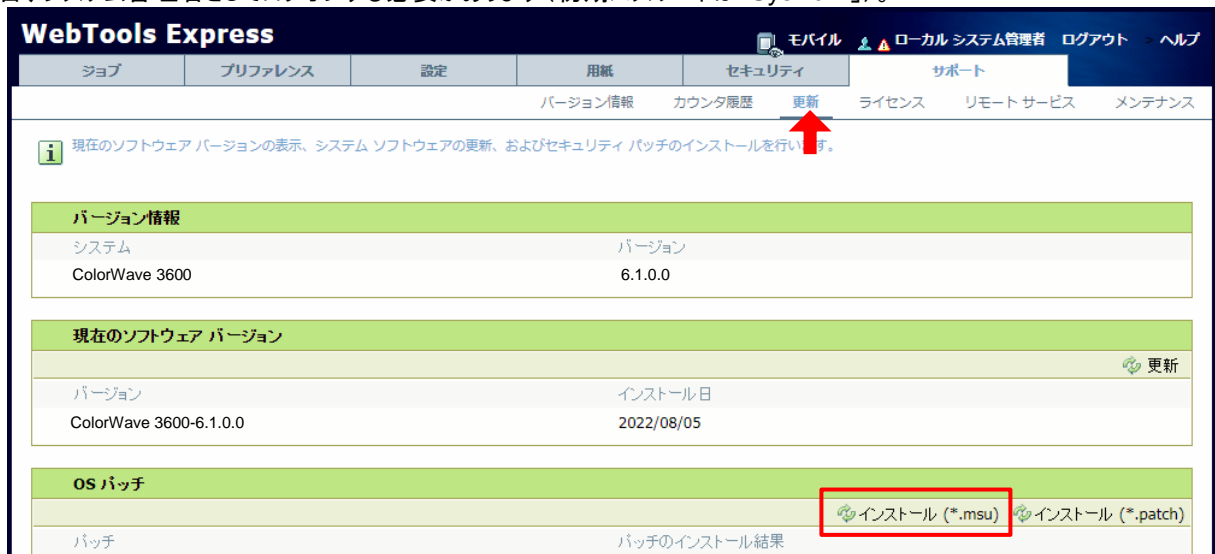 WebTools Express
モバイル ローカル システム管理者 ログアウト ヘルプ
ジョブ プリファレンス 設定 用紙 セキュリティ サポート
バージョン情報 カウンタ履歴 更新 ライセンス リモート サービス メンテナンス
現在のソフトウェア バージョンの表示、システム ソフトウェアの更新、およびセキュリティ パッチのインストールを行います。
バージョン情報
システム バージョン
ColorWave 3600 6.1.0.0
現在のソフトウェア バージョン
更新
バージョン インストール日
ColorWave 3600-6.1.0.0 2022/08/05
OS パッチ
インストール (*.msu) インストール (*.patch)
パッチ パッチのインストール結果